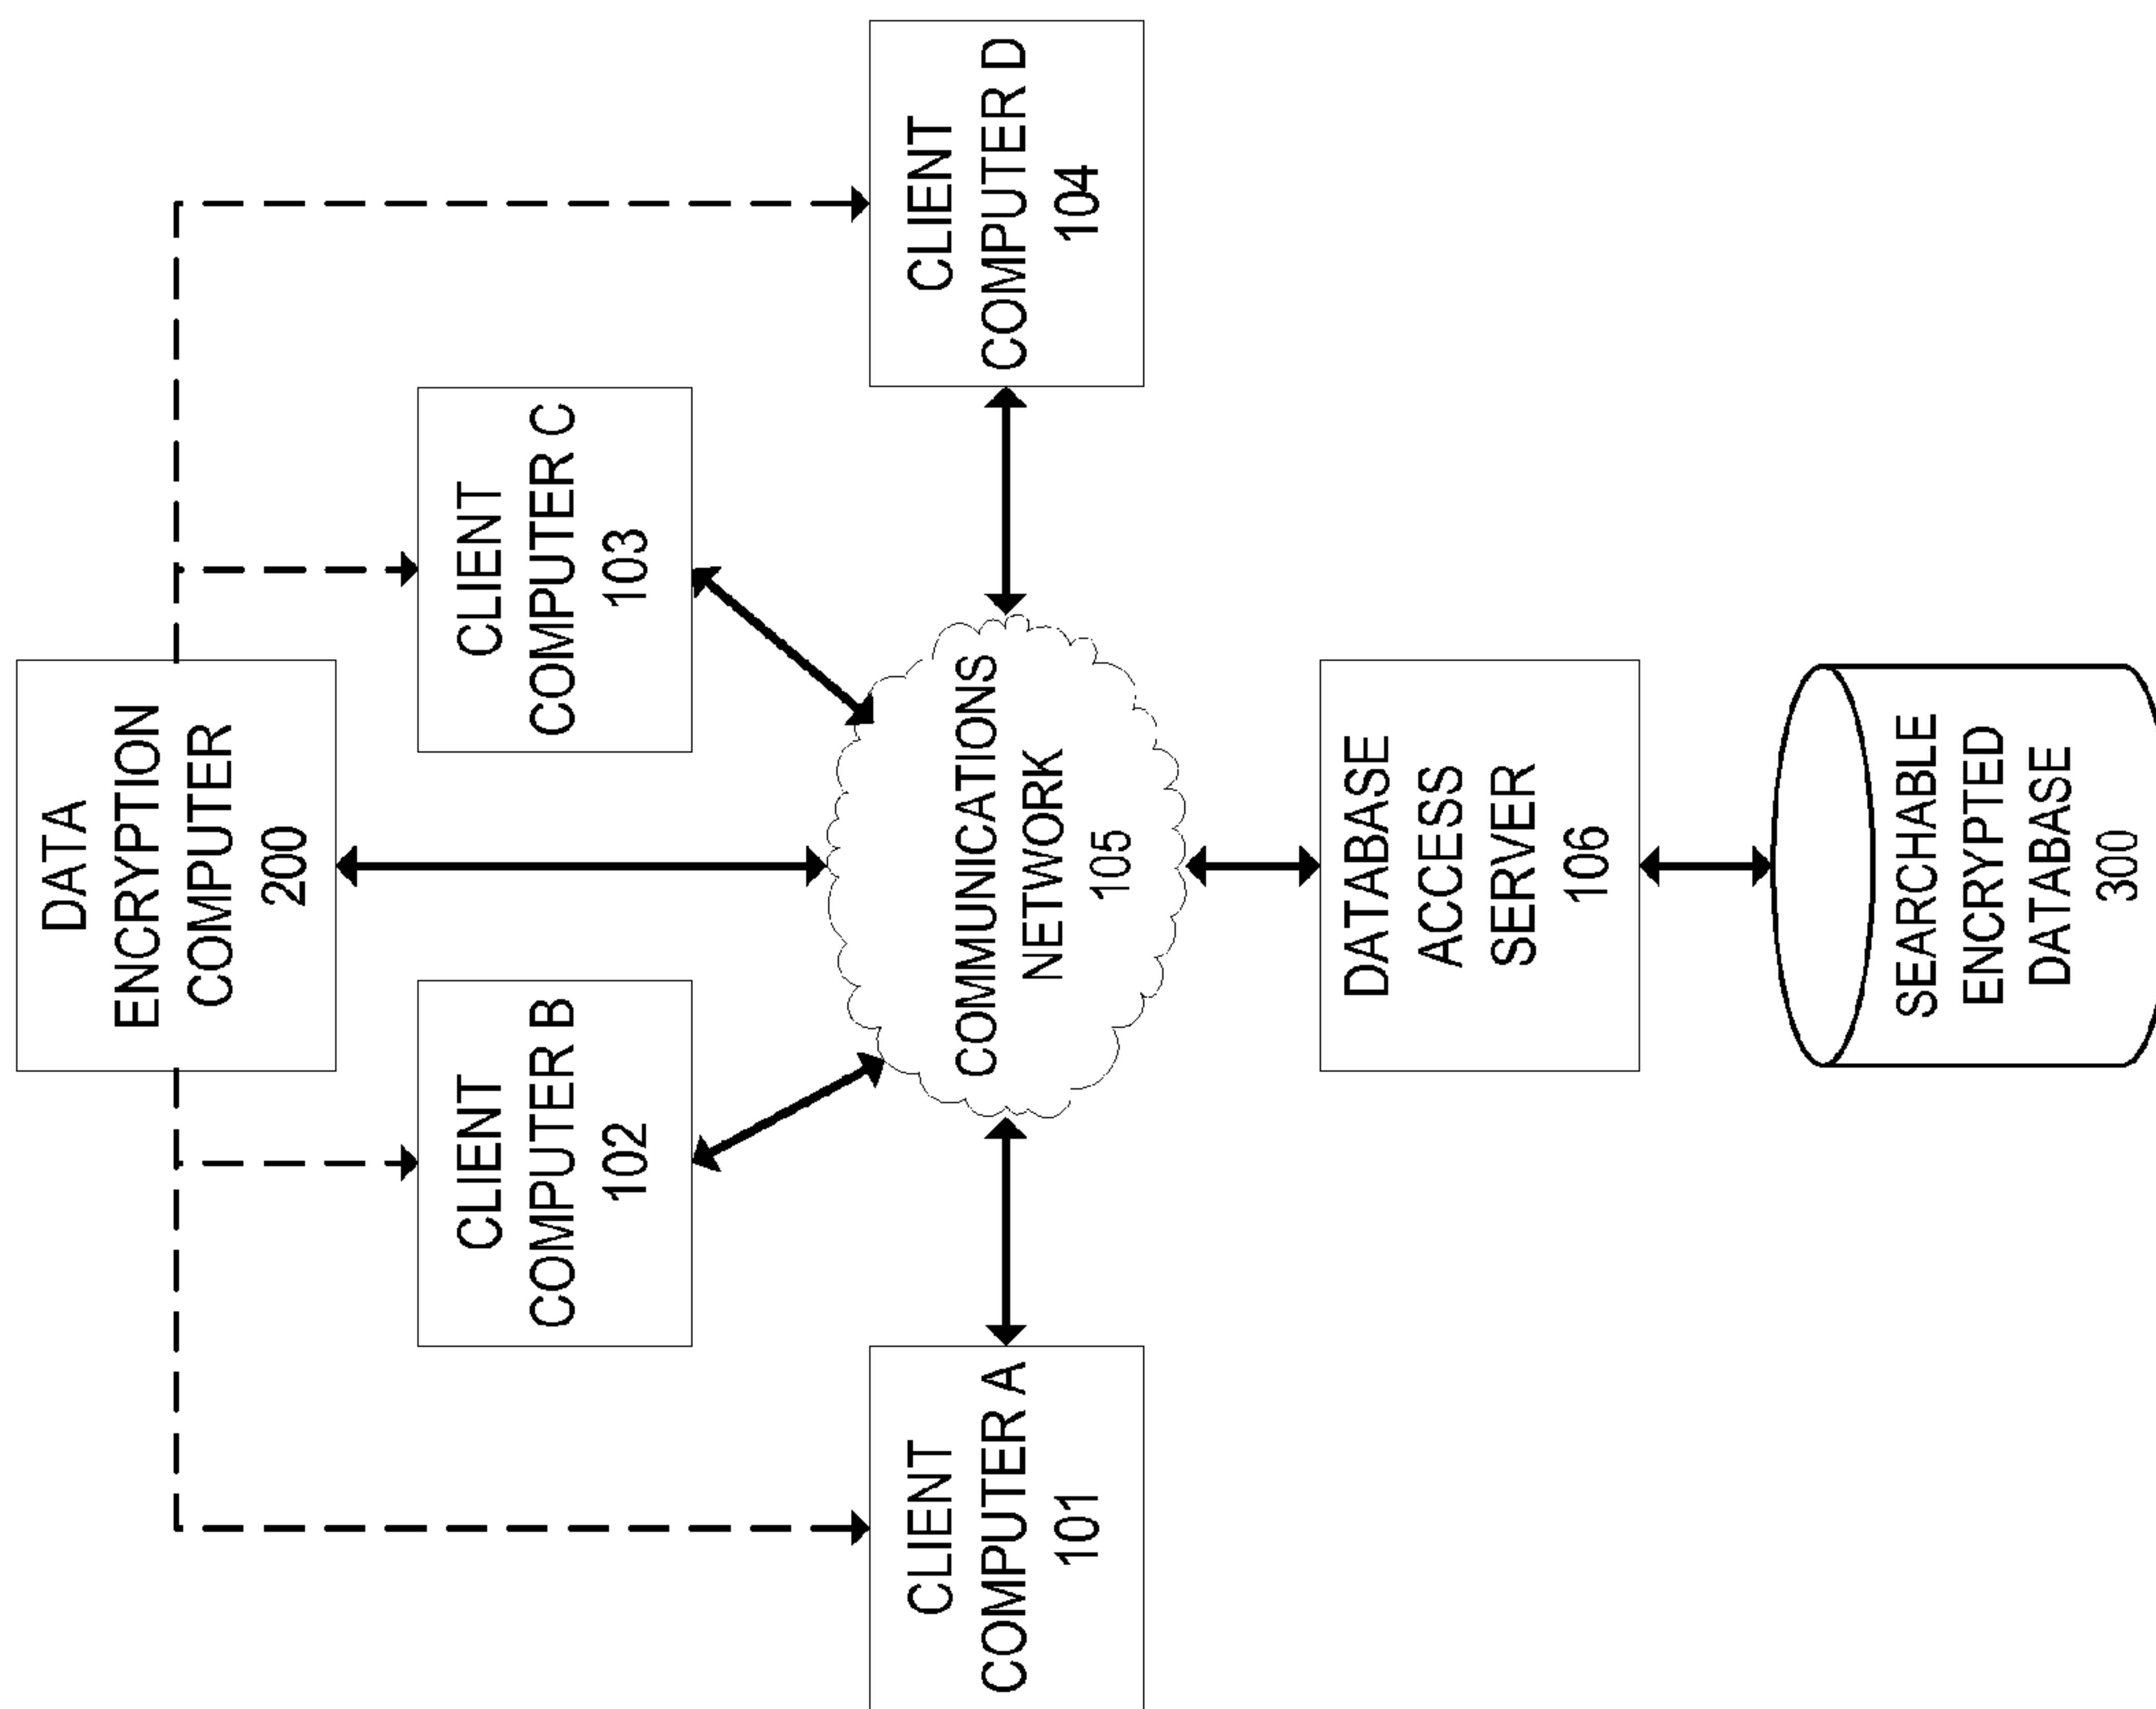 DATA
ENCRYPTION
COMPUTER
200
CLIENT
COMPUTER A
101
CLIENT
COMPUTER B
102
CLIENT
COMPUTER C
103
CLIENT
COMPUTER D
104
COMMUNICATIONS
NETWORK
105
DATABASE
ACCESS
SERVER
106
SEARCHABLE
ENCRYPTED
DATABASE
300